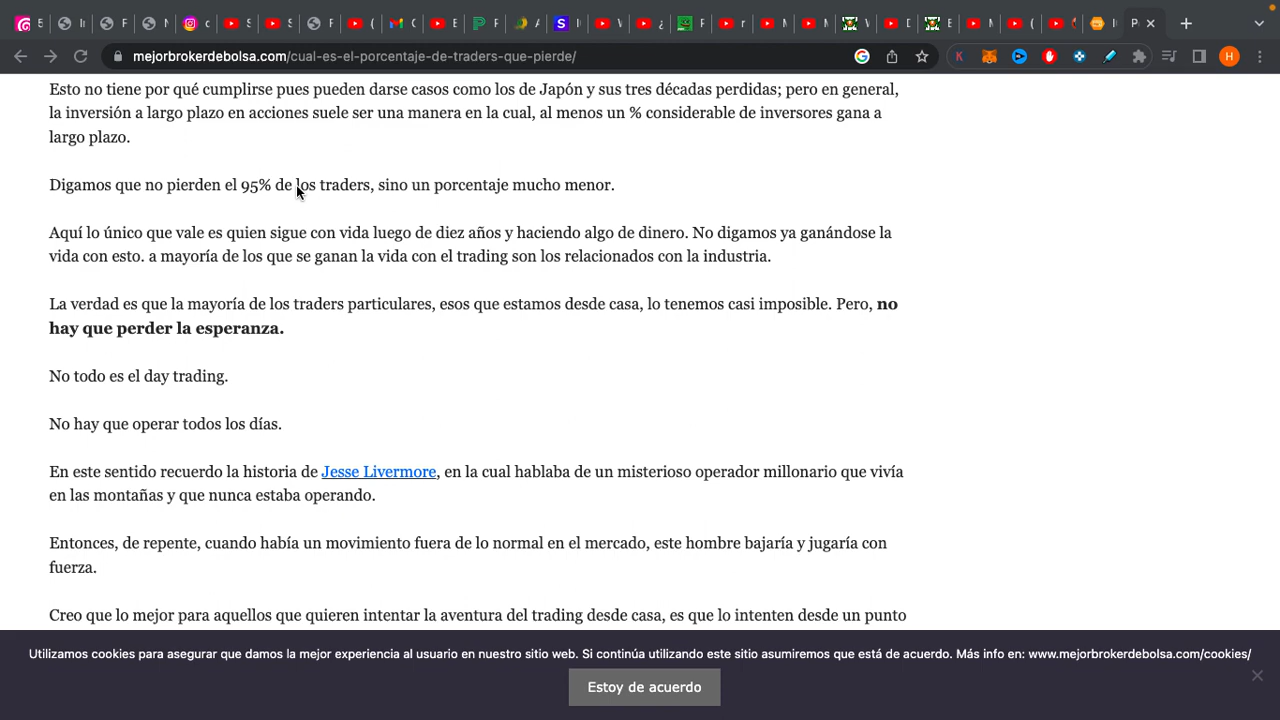 mejorbrokerdebolsa.com/cual-es-el-porcentaje-de-traders-que-pierde/
Esto no tiene por qué cumplirse pues pueden darse casos como los de Japón y sus tres décadas perdidas; pero en general,
la inversión a largo plazo en acciones suele ser una manera en la cual, al menos un % considerable de inversores gana a
largo plazo.
Digamos que no pierden el 95% de los traders, sino un porcentaje mucho menor.
Aquí lo único que vale es quien sigue con vida luego de diez años y haciendo algo de dinero. No digamos ya ganándose la
vida con esto. a mayoría de los que se ganan la vida con el trading son los relacionados con la industria.
La verdad es que la mayoría de los traders particulares, esos que estamos desde casa, lo tenemos casi imposible. Pero, no
hay que perder la esperanza.
No todo es el day trading.
No hay que operar todos los días.
En este sentido recuerdo la historia de Jesse Livermore, en la cual hablaba de un misterioso operador millonario que vivía
en las montañas y que nunca estaba operando.
Entonces, de repente, cuando había un movimiento fuera de lo normal en el mercado, este hombre bajaría y jugaría con
fuerza.
Creo que lo mejor para aquellos que quieren intentar la aventura del trading desde casa, es que lo intenten desde un punto
Utilizamos cookies para asegurar que damos la mejor experiencia al usuario en nuestro sitio web. Si continúa utilizando este sitio asumiremos que está de acuerdo. Más info en: www.mejorbrokerdebolsa.com/cookies/
Estoy de acuerdo